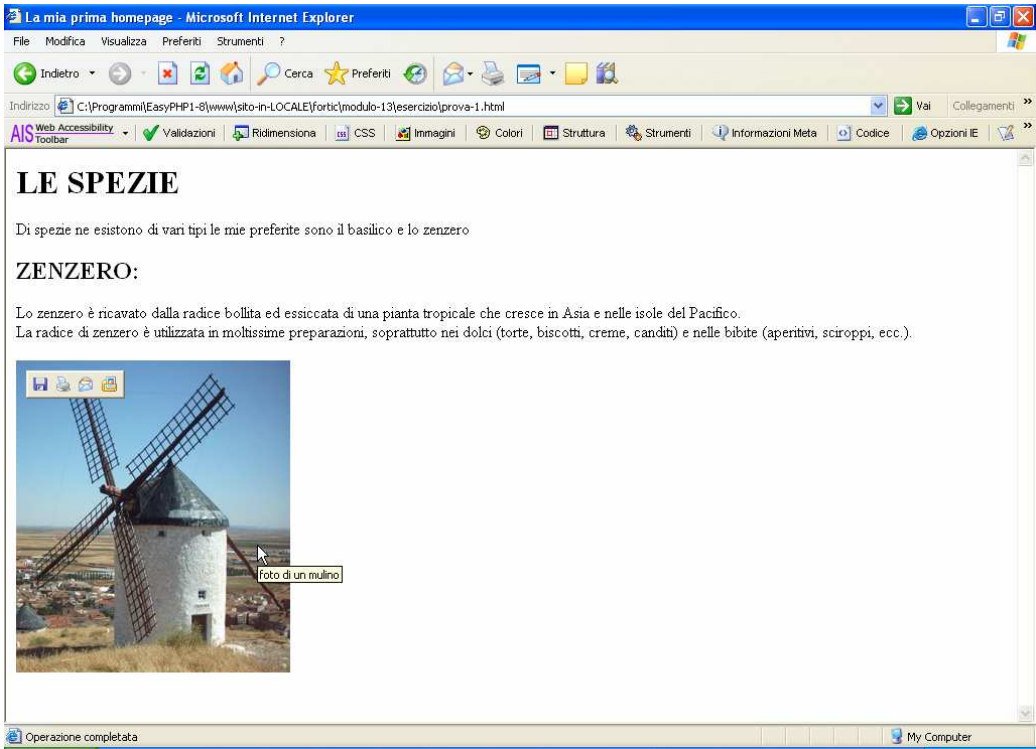 La mia prima homepage - Microsoft Internet Explorer
File Modifica Visualizza Preferiti Strumenti ?
Indietro Cerca Preferiti
Indirizzo C:\Programmi\EasyPHP1-8\www\sito-in-LOCALE\fortic\modulo-13\esercizio\prova-1.html Vai Collegamenti »
AIS Web Accessibility Toolbar Validazioni Ridimensiona CSS Immagini Colori Struttura Strumenti Informazioni Meta Codice Opzioni IE »
LE SPEZIE
Di spezie ne esistono di vari tipi le mie preferite sono il basilico e lo zenzero
ZENZERO:
Lo zenzero è ricavato dalla radice bollita ed essiccata di una pianta tropicale che cresce in Asia e nelle isole del Pacifico.
La radice di zenzero è utilizzata in moltissime preparazioni, soprattutto nei dolci (torte, biscotti, creme, canditi) e nelle bibite (aperitivi, sciroppi, ecc.).
foto di un mulino
Operazione completata My Computer